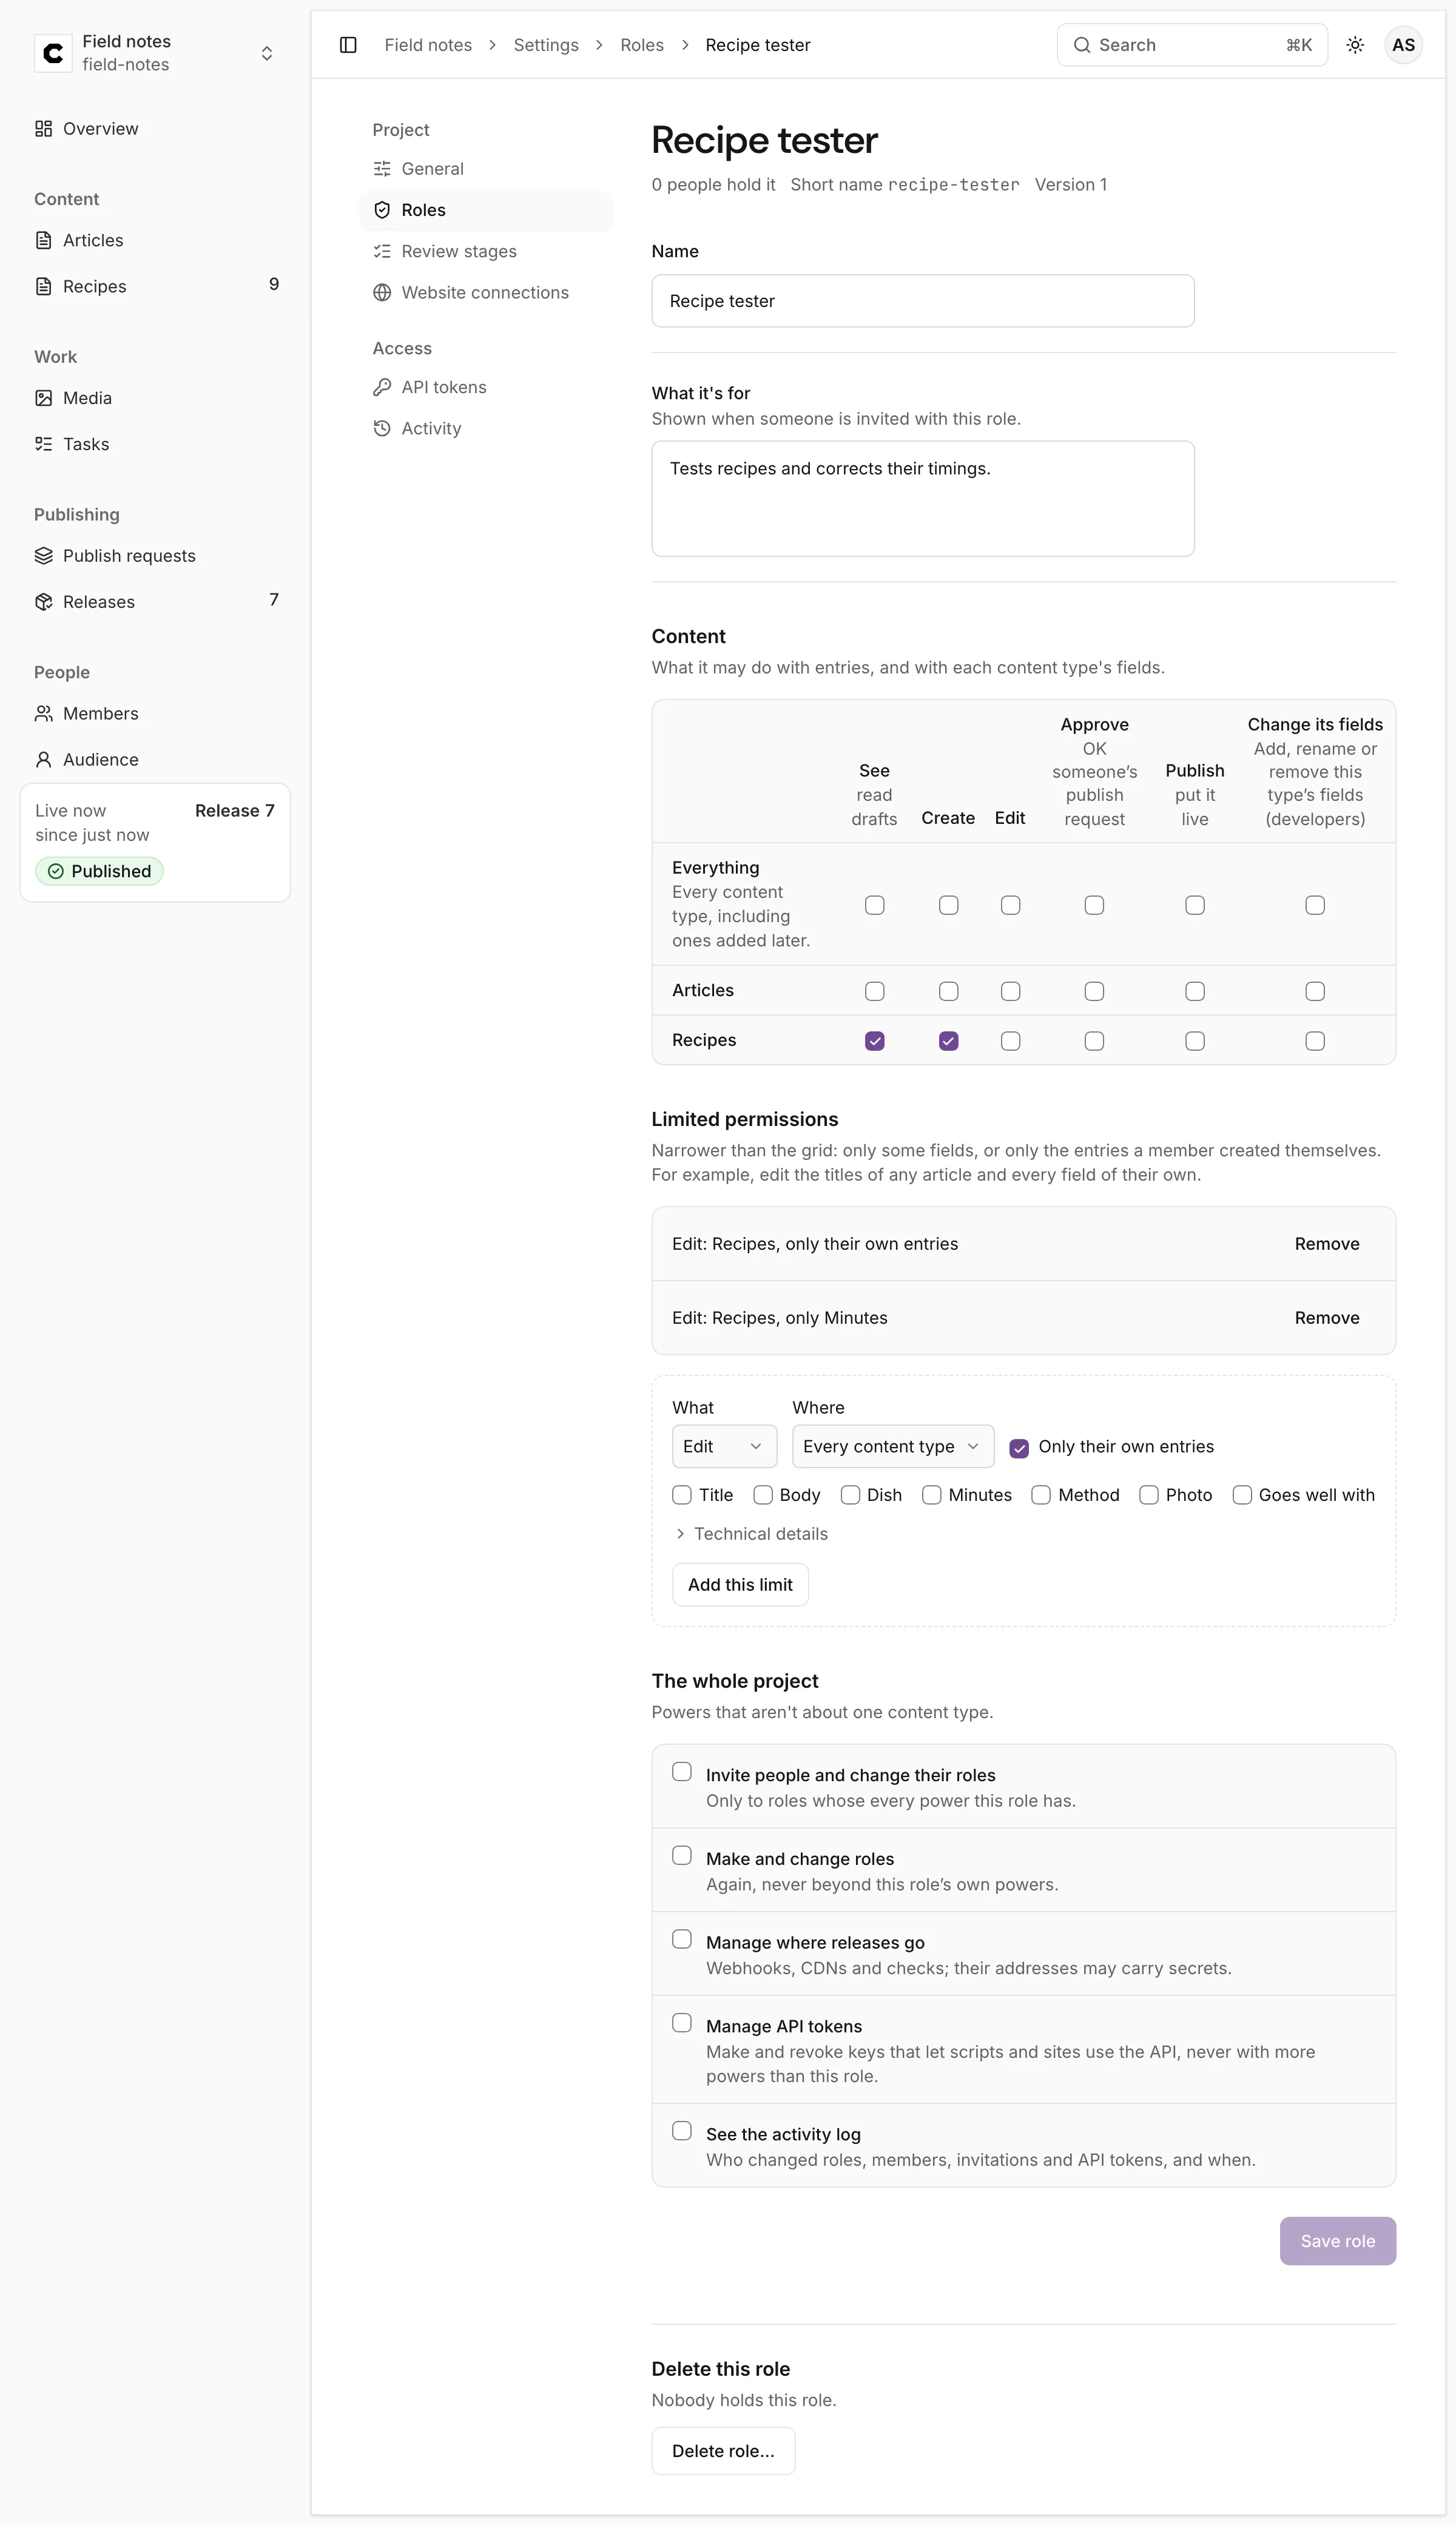 Field notes
field-notes
Overview
Content
Articles
Recipes 9
Work
Media
Tasks
Publishing
Publish requests
Releases 7
People
Members
Audience
Live now Release 7
since just now
Published
Field notes > Settings > Roles > Recipe tester
Search ⌘K
AS
Project
General
Roles
Review stages
Website connections
Access
API tokens
Activity
Recipe tester
0 people hold it Short name recipe-tester Version 1
Name
Recipe tester
What it's for
Shown when someone is invited with this role.
Tests recipes and corrects their timings.
Content
What it may do with entries, and with each content type's fields.
See
read
drafts
Create
Edit
Approve
OK
someone’s
publish
request
Publish
put it
live
Change its fields
Add, rename or
remove this
type’s fields
(developers)
Everything
Every content
type, including
ones added later.
Articles
Recipes
Limited permissions
Narrower than the grid: only some fields, or only the entries a member created themselves.
For example, edit the titles of any article and every field of their own.
Edit: Recipes, only their own entries Remove
Edit: Recipes, only Minutes Remove
What Where
Edit Every content type Only their own entries
Title Body Dish Minutes Method Photo Goes well with
Technical details
Add this limit
The whole project
Powers that aren't about one content type.
Invite people and change their roles
Only to roles whose every power this role has.
Make and change roles
Again, never beyond this role’s own powers.
Manage where releases go
Webhooks, CDNs and checks; their addresses may carry secrets.
Manage API tokens
Make and revoke keys that let scripts and sites use the API, never with more
powers than this role.
See the activity log
Who changed roles, members, invitations and API tokens, and when.
Save role
Delete this role
Nobody holds this role.
Delete role...